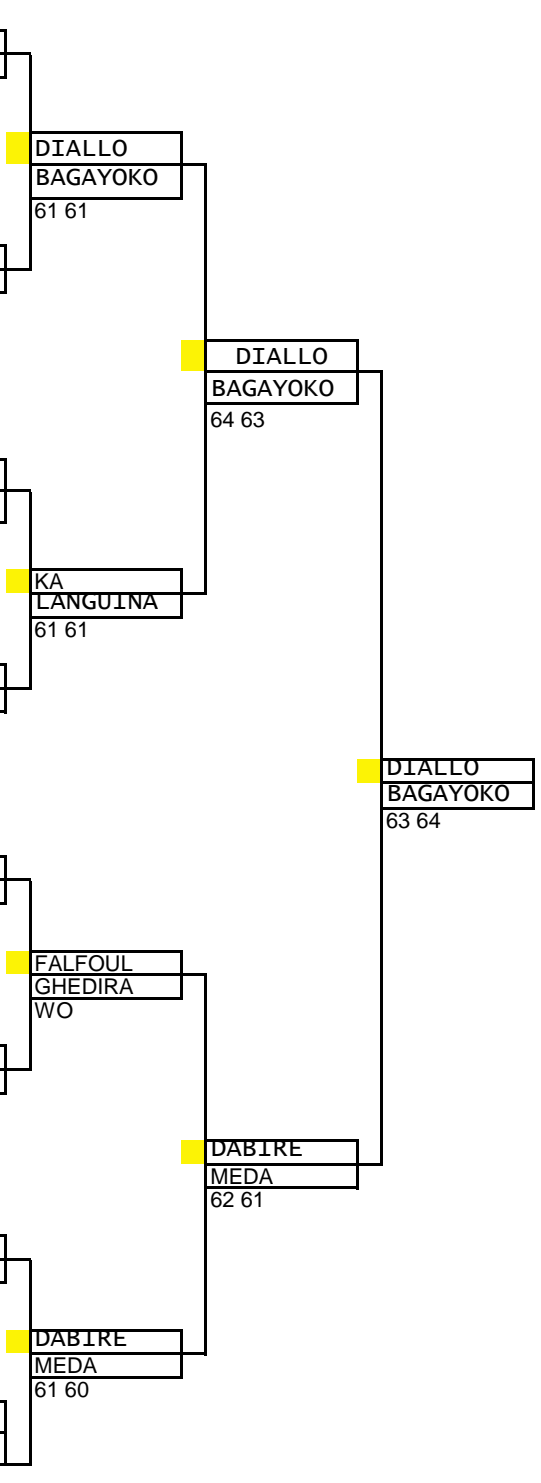 DIALLO
BAGAYOKO
61 61
DIALLO
BAGAYOKO
64 63
KA
LANGUINA
61 61
DIALLO
BAGAYOKO
63 64
FALFOUL
GHEDIRA
WO
DABIRE
MEDA
62 61
DABIRE
MEDA
61 60